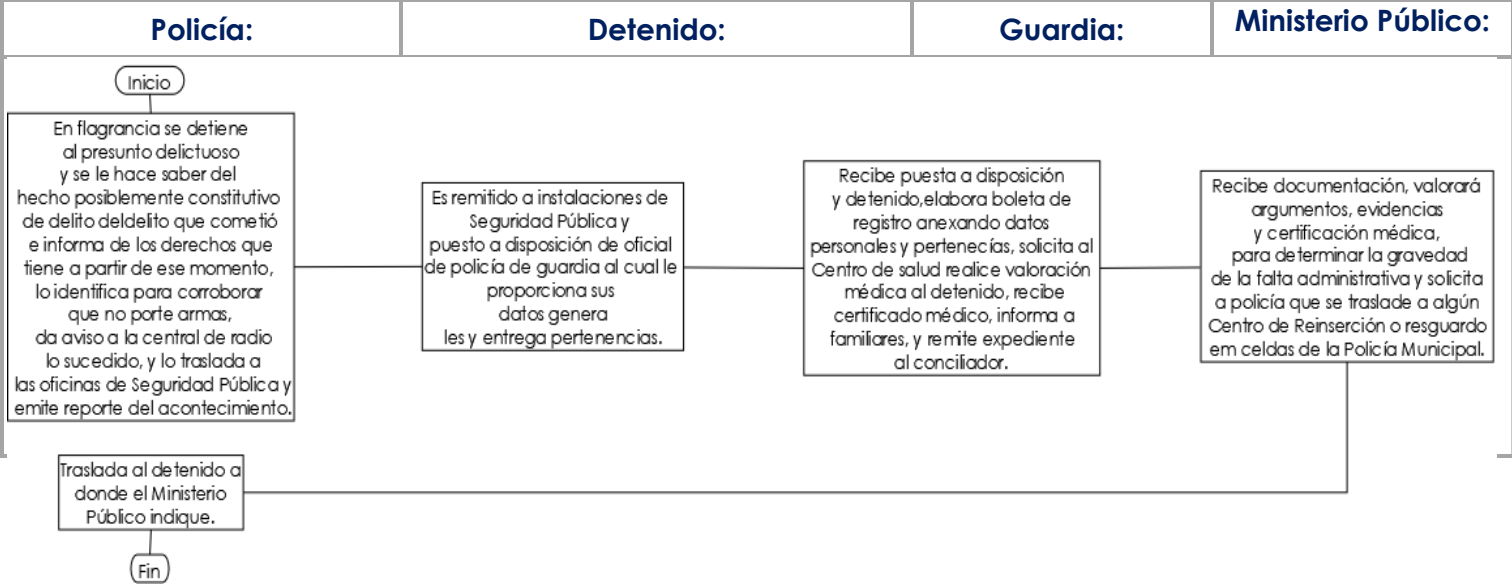 Policía:
Detenido:
Guardia:
Ministerio Público:
Inicio
En flagrancia se detiene
al presunto delictuoso
y se le hace saber del
hecho posiblemente constitutivo
de delito deldelito que cometió
e informa de los derechos que
tiene a partir de ese momento,
lo identifica para corroborar
que no porte armas,
da aviso a la central de radio
lo sucedido, y lo traslada a
las oficinas de Seguridad Pública y
emite reporte del acontecimiento.
Es remitido a instalaciones de
Seguridad Pública y
puesto a disposición de oficial
de policía de guardia al cual le
proporciona sus
datos genera
les y entrega pertenencias.
Recibe puesta a disposición
y detenido,elabora boleta de
registro anexando datos
personales y pertenecías, solicita al
Centro de salud realice valoración
médica al detenido, recibe
certificado médico, informa a
familiares, y remite expediente
al conciliador.
Recibe documentación, valorará
argumentos, evidencias
y certificación médica,
para determinar la gravedad
de la falta administrativa y solicita
a policía que se traslade a algún
Centro de Reinserción o resguardo
em celdas de la Policía Municipal.
Traslada al detenido a
donde el Ministerio
Público indique.
Fin